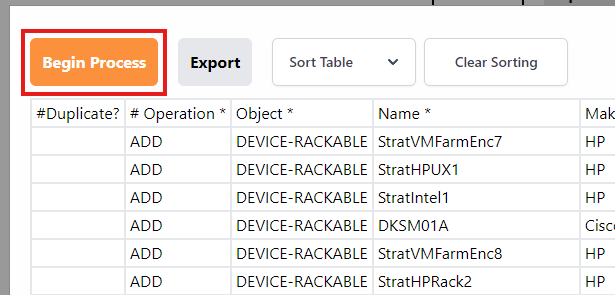 Begin Process Export Sort Table Clear Sorting
#Duplicate? # Operation * Object * Name * Mak
ADD DEVICE-RACKABLE StratVMFarmEnc7 HP
ADD DEVICE-RACKABLE StratHPUX1 HP
ADD DEVICE-RACKABLE StratIntel1 HP
ADD DEVICE-RACKABLE DKSM01A Cisco
ADD DEVICE-RACKABLE StratVMFarmEnc8 HP
ADD DEVICE-RACKABLE StratHPRack2 HP